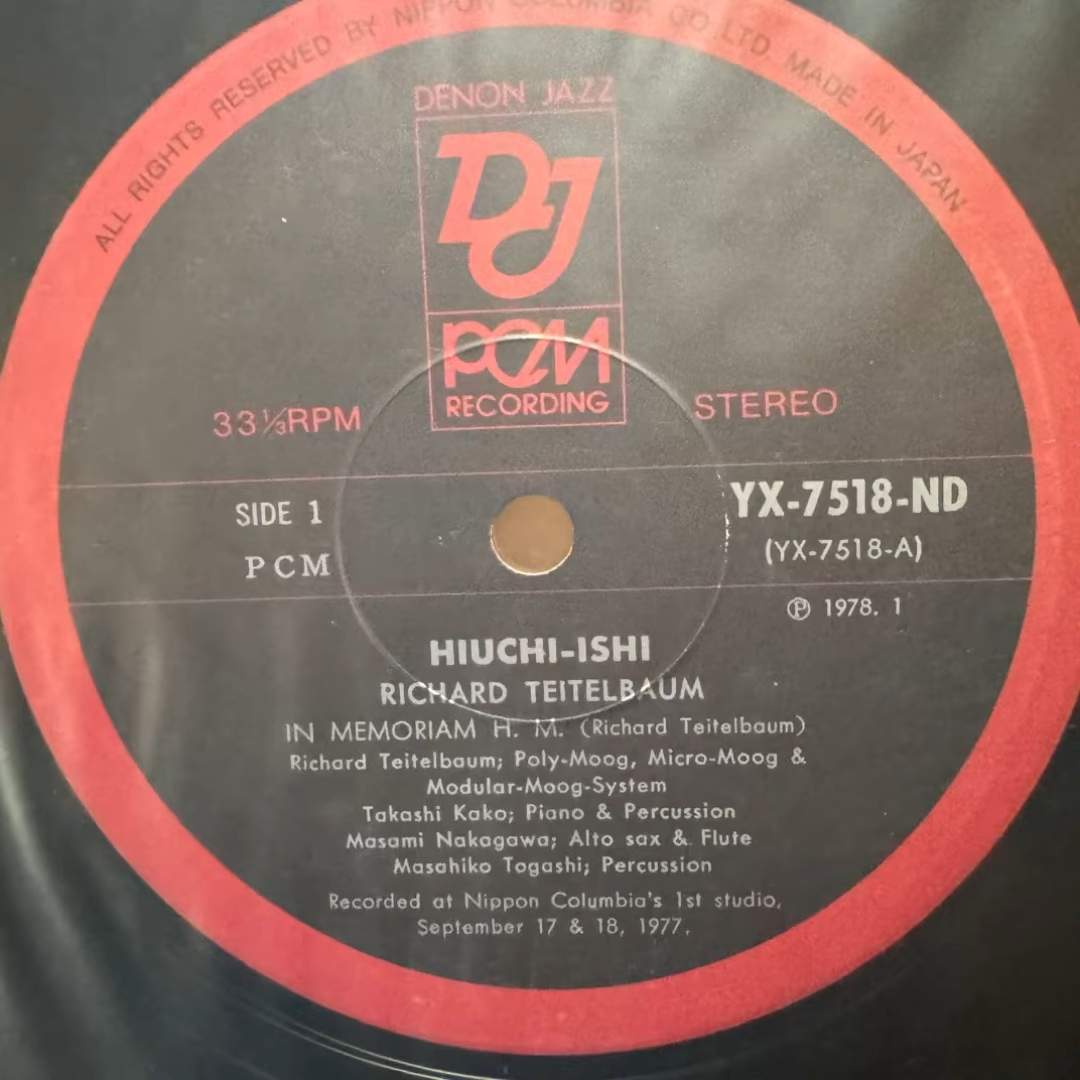 ALL RIGHTS RESERVED BY NIPPON COLUMBIA CO., LTD. MADE IN JAPAN
DENON JAZZ
DJ
PCM
RECORDING
33⅓RPM
STEREO
SIDE 1
YX-7518-ND
PCM
(YX-7518-A)
Ⓟ 1978. 1
HIUCHI-ISHI
RICHARD TEITELBAUM
IN MEMORIAM H. M. (Richard Teitelbaum)
Richard Teitelbaum; Poly-Moog, Micro-Moog &
Modular-Moog-System
Takashi Kako; Piano & Percussion
Masami Nakagawa; Alto sax & Flute
Masahiko Togashi; Percussion
Recorded at Nippon Columbia's 1st studio,
September 17 & 18, 1977.